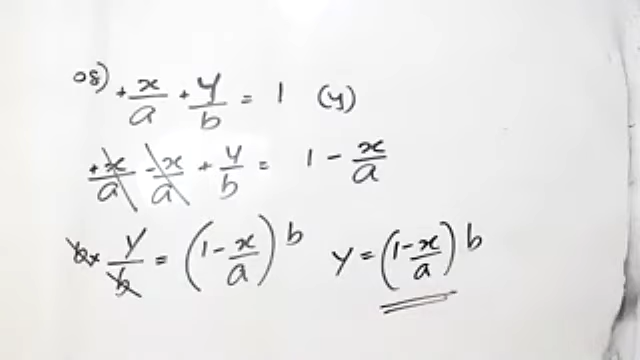 08) + x/a + y/b = 1 (y)
+x/a - x/a + y/b = 1 - x/a
b× y/b = (1 - x/a) b y = (1 - x/a) b